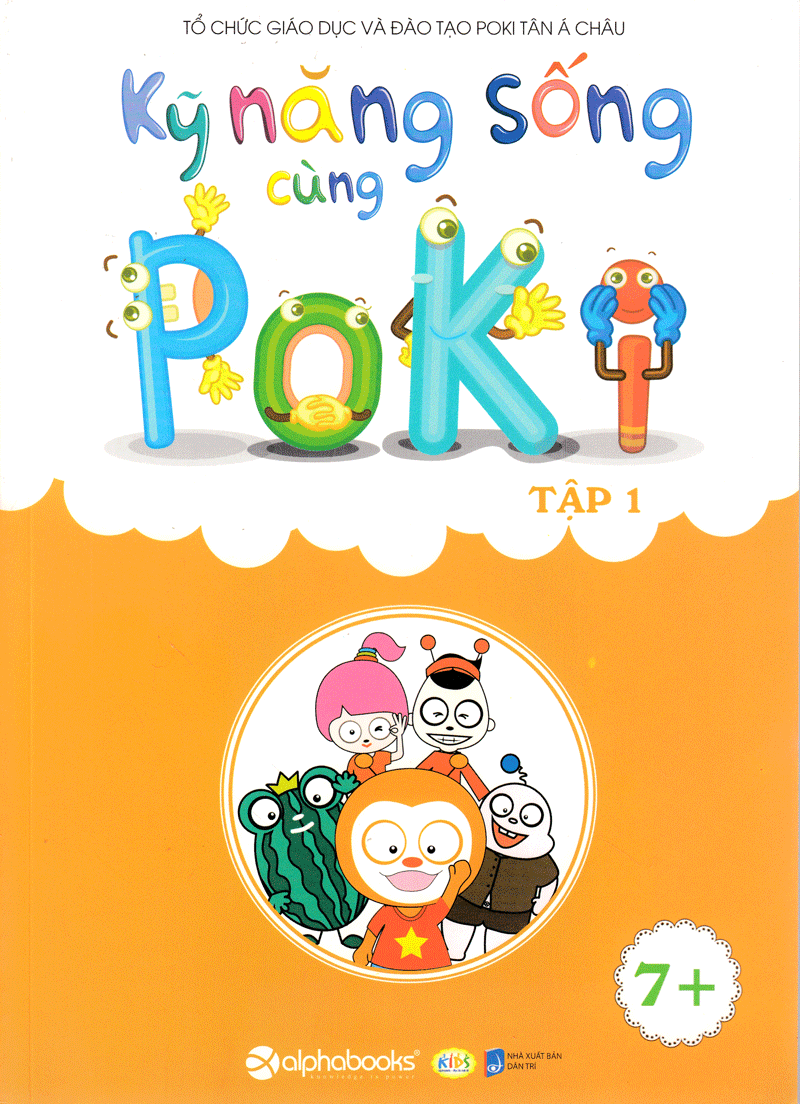 TỔ CHỨC GIÁO DỤC VÀ ĐÀO TẠO POKI TÂN Á CHÂU
Kỹ năng sống
cùng
POKi
TẬP 1
7+
alphabooks®
knowledge is power
KIDS
NHÀ XUẤT BẢN
DÂN TRÍ